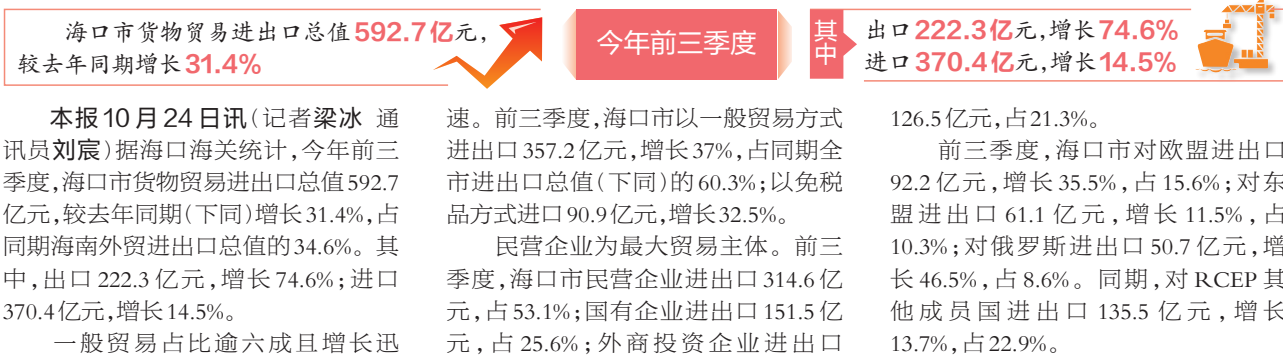 海口市货物贸易进出口总值592.7亿元，
较去年同期增长31.4%
今年前三季度
其中
出口222.3亿元，增长74.6%
进口370.4亿元，增长14.5%
本报10月24日讯（记者梁冰 通
讯员刘宸）据海口海关统计，今年前三
季度，海口市货物贸易进出口总值592.7
亿元，较去年同期（下同）增长31.4%，占
同期海南外贸进出口总值的34.6%。其
中，出口222.3亿元，增长74.6%；进口
370.4亿元，增长14.5%。
一般贸易占比逾六成且增长迅
速。前三季度，海口市以一般贸易方式
进出口357.2亿元，增长37%，占同期全
市进出口总值（下同）的60.3%；以免税
品方式进口90.9亿元，增长32.5%。
民营企业为最大贸易主体。前三
季度，海口市民营企业进出口314.6亿
元，占53.1%；国有企业进出口151.5亿
元，占25.6%；外商投资企业进出口
126.5亿元，占21.3%。
前三季度，海口市对欧盟进出口
92.2亿元，增长35.5%，占15.6%；对东
盟进出口61.1亿元，增长11.5%，占
10.3%；对俄罗斯进出口50.7亿元，增
长46.5%，占8.6%。同期，对RCEP其
他成员国进出口135.5亿元，增长
13.7%，占22.9%。